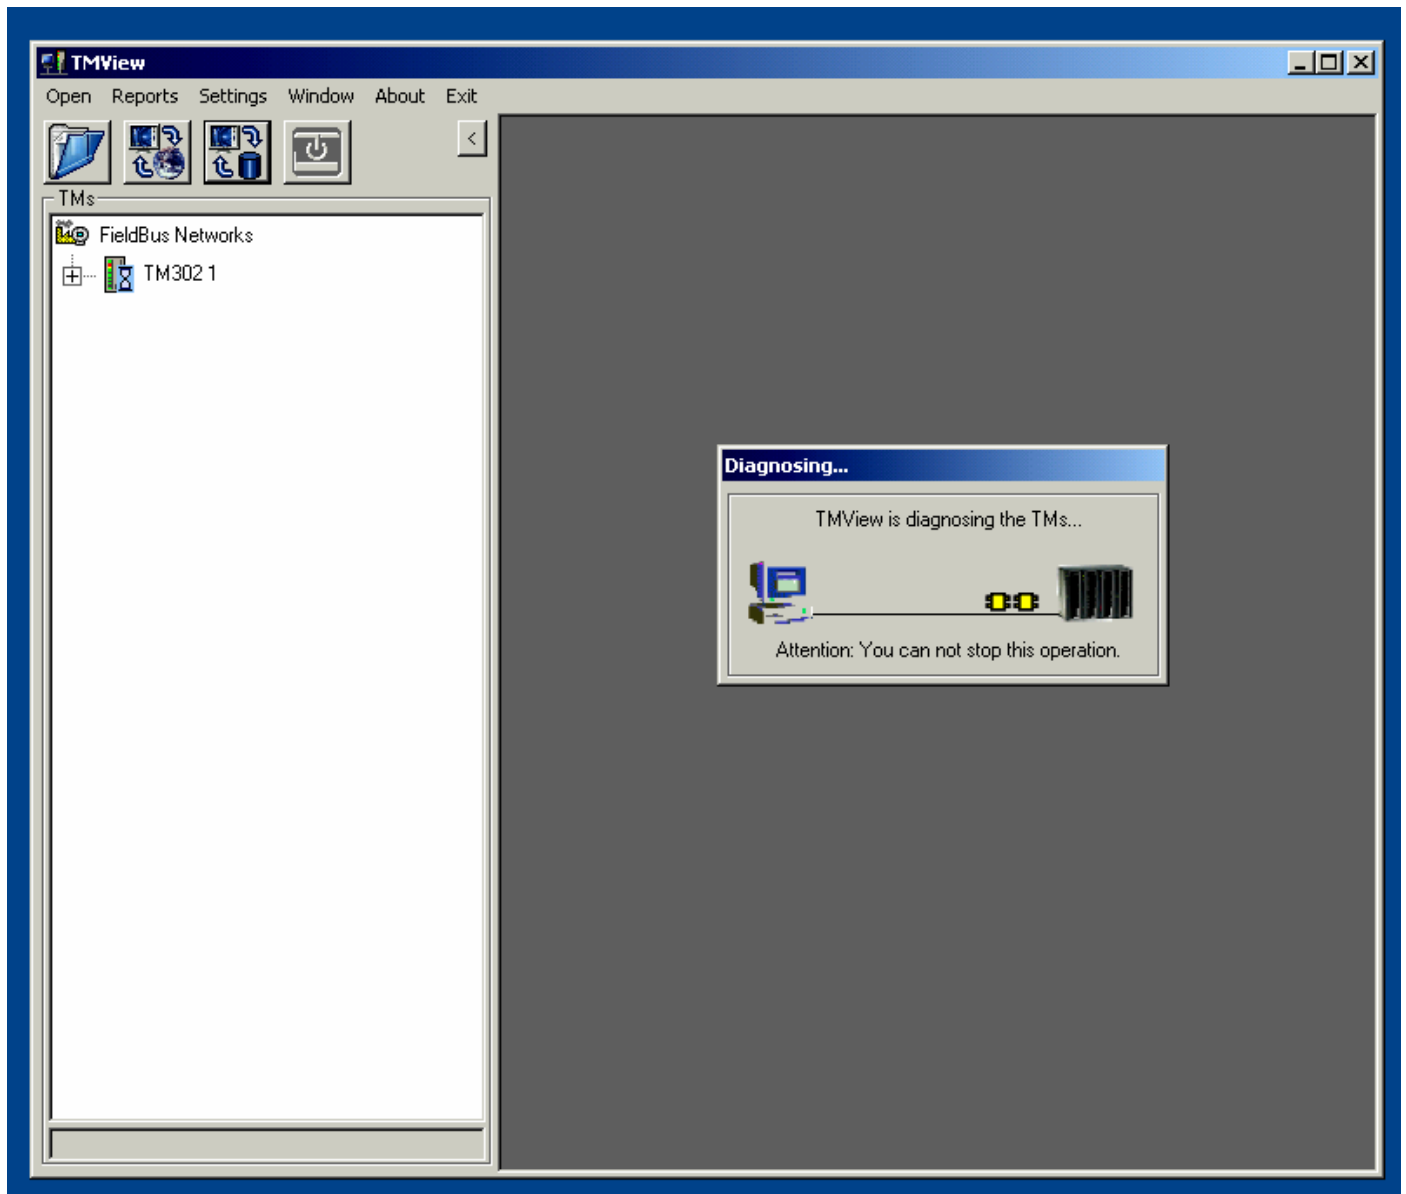 TMView
Open Reports Settings Window About Exit
<
TMs
FieldBus Networks
TM302 1
Diagnosing...
TMView is diagnosing the TMs...
Attention: You can not stop this operation.